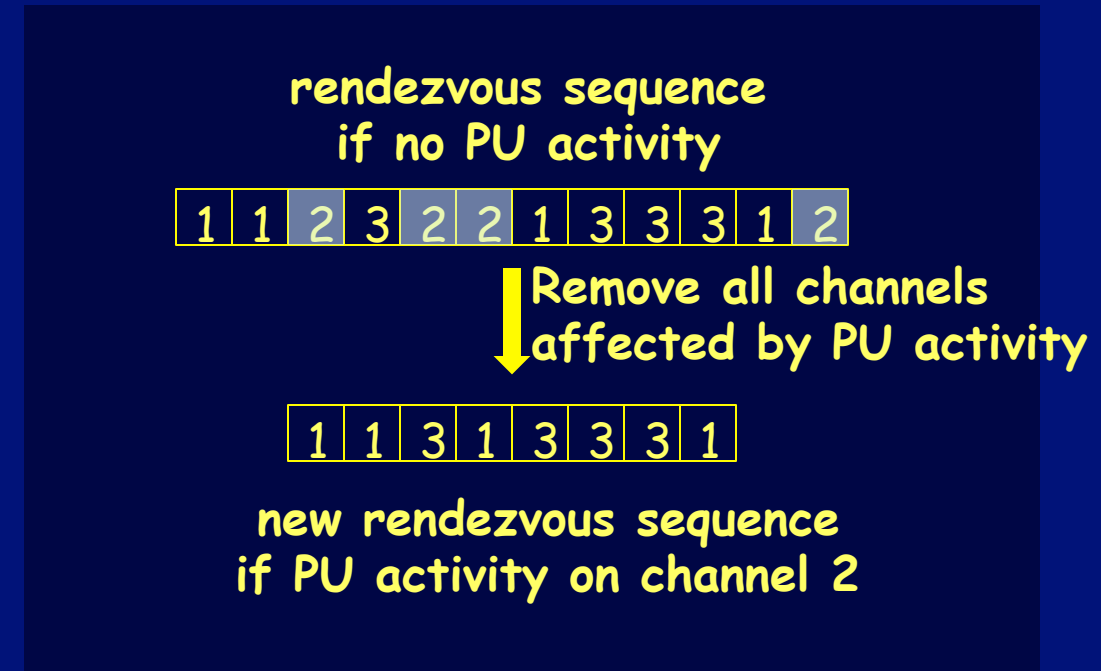 rendezvous sequence
if no PU activity
1 1 2 3 2 2 1 3 3 3 1 2
Remove all channels
affected by PU activity
1 1 3 1 3 3 3 1
new rendezvous sequence
if PU activity on channel 2